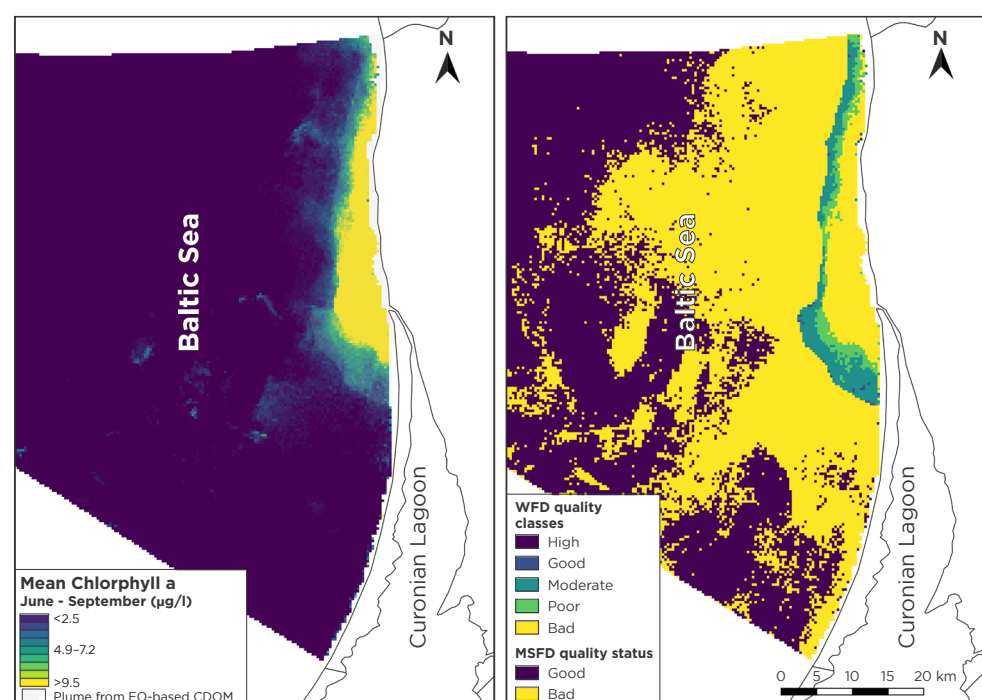 N
Baltic Sea
Curonian Lagoon
Mean Chlorphyll a
June - September (µg/l)
<2.5
4.9–7.2
>9.5
Plume from EO-based CDOM
N
Baltic Sea
Curonian Lagoon
WFD quality
classes
High
Good
Moderate
Poor
Bad
MSFD quality status
Good
Bad
0 5 10 15 20 km